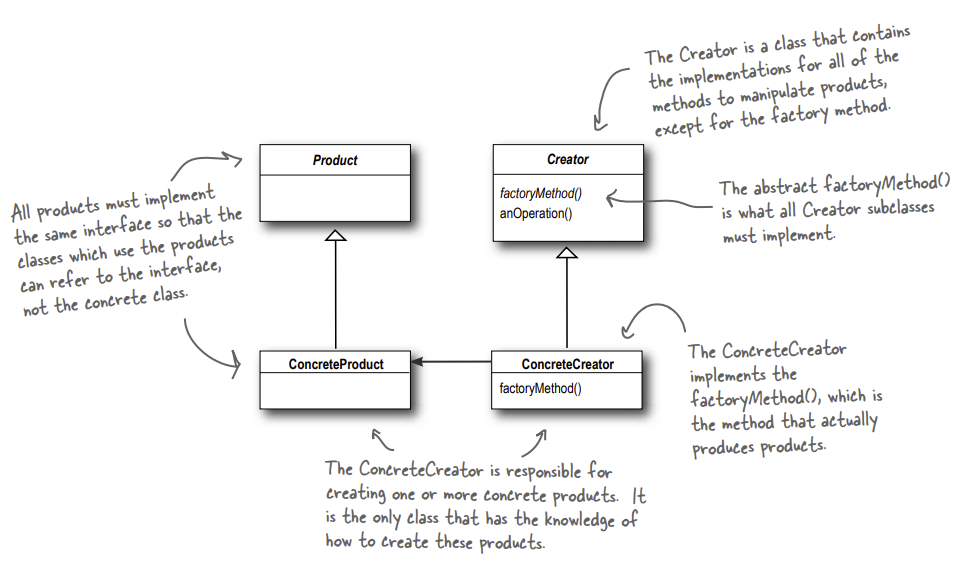 The Creator is a class that contains
the implementations for all of the
methods to manipulate products,
except for the factory method.
Product
Creator
factoryMethod()
anOperation()
The abstract factoryMethod()
is what all Creator subclasses
must implement.
All products must implement
the same interface so that the
classes which use the products
can refer to the interface,
not the concrete class.
ConcreteProduct
ConcreteCreator
factoryMethod()
The ConcreteCreator
implements the
factoryMethod(), which is
the method that actually
produces products.
The ConcreteCreator is responsible for
creating one or more concrete products. It
is the only class that has the knowledge of
how to create these products.